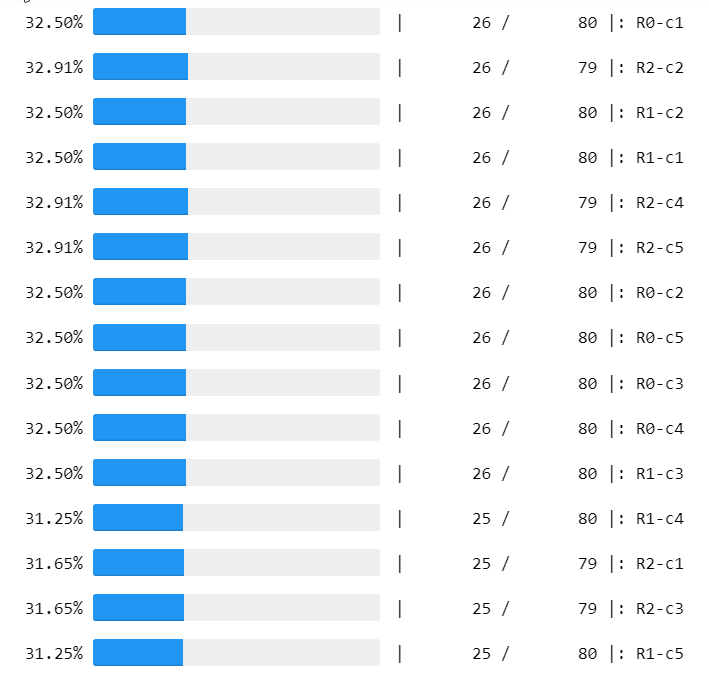 32.50% | 26 / 80 |: R0-c1
32.91% | 26 / 79 |: R2-c2
32.50% | 26 / 80 |: R1-c2
32.50% | 26 / 80 |: R1-c1
32.91% | 26 / 79 |: R2-c4
32.91% | 26 / 79 |: R2-c5
32.50% | 26 / 80 |: R0-c2
32.50% | 26 / 80 |: R0-c5
32.50% | 26 / 80 |: R0-c3
32.50% | 26 / 80 |: R0-c4
32.50% | 26 / 80 |: R1-c3
31.25% | 25 / 80 |: R1-c4
31.65% | 25 / 79 |: R2-c1
31.65% | 25 / 79 |: R2-c3
31.25% | 25 / 80 |: R1-c5